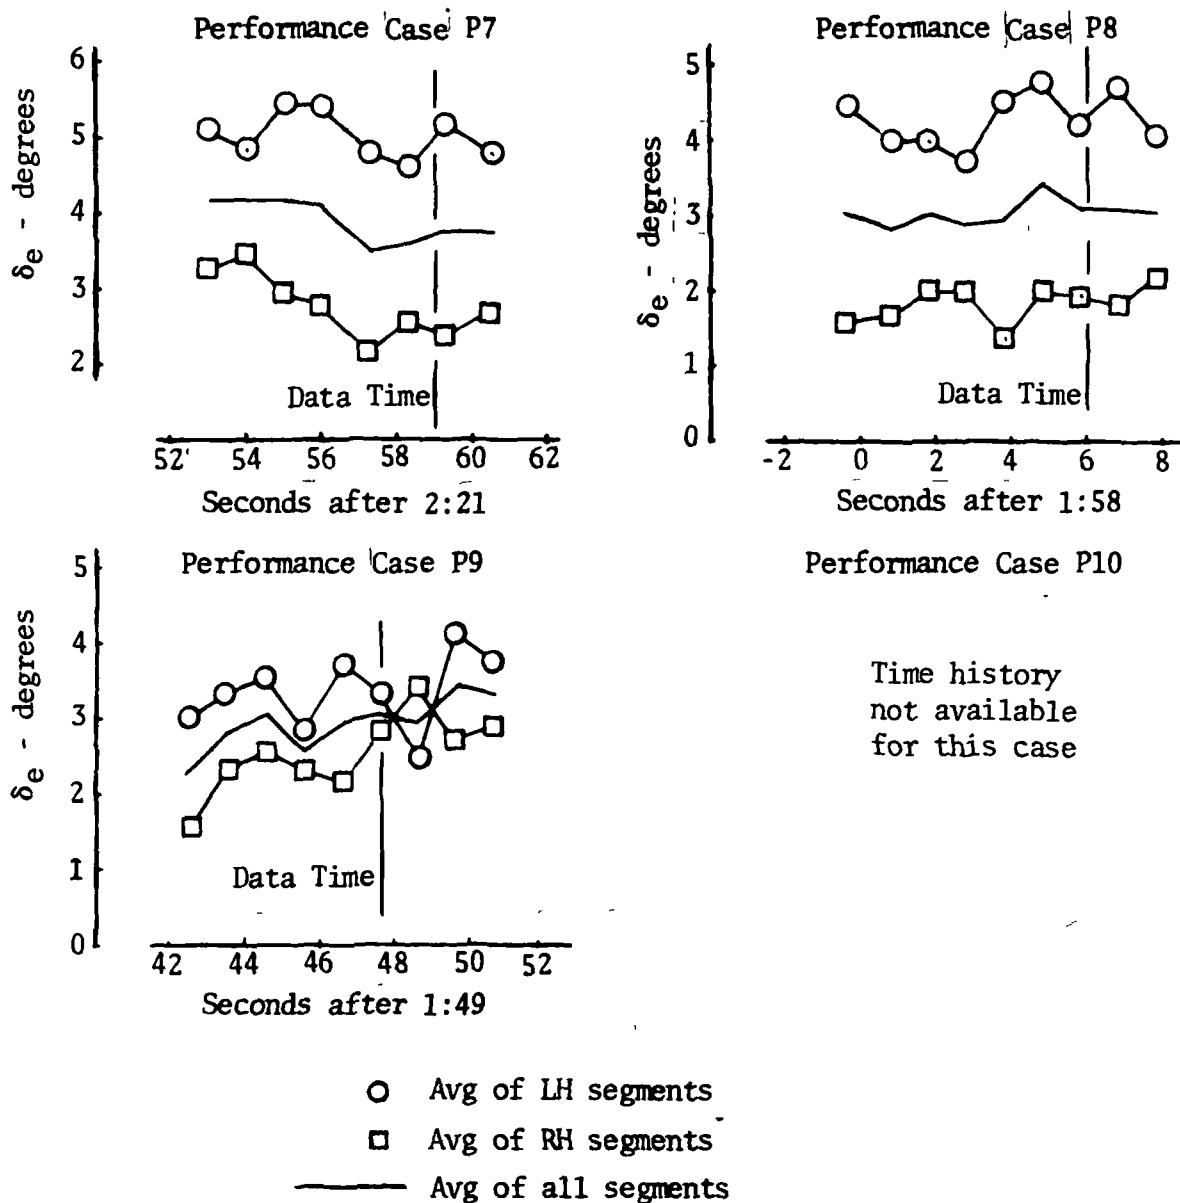 Performance Case P7
δe - degrees
6
5
4
3
2
Data Time
52 54 56 58 60 62
Seconds after 2:21
Performance Case P8
δe - degrees
5
4
3
2
1
0
Data Time
-2 0 2 4 6 8
Seconds after 1:58
Performance Case P9
δe - degrees
5
4
3
2
1
0
Data Time
42 44 46 48 50 52
Seconds after 1:49
Performance Case P10
Time history
not available
for this case
Avg of LH segments
Avg of RH segments
Avg of all segments